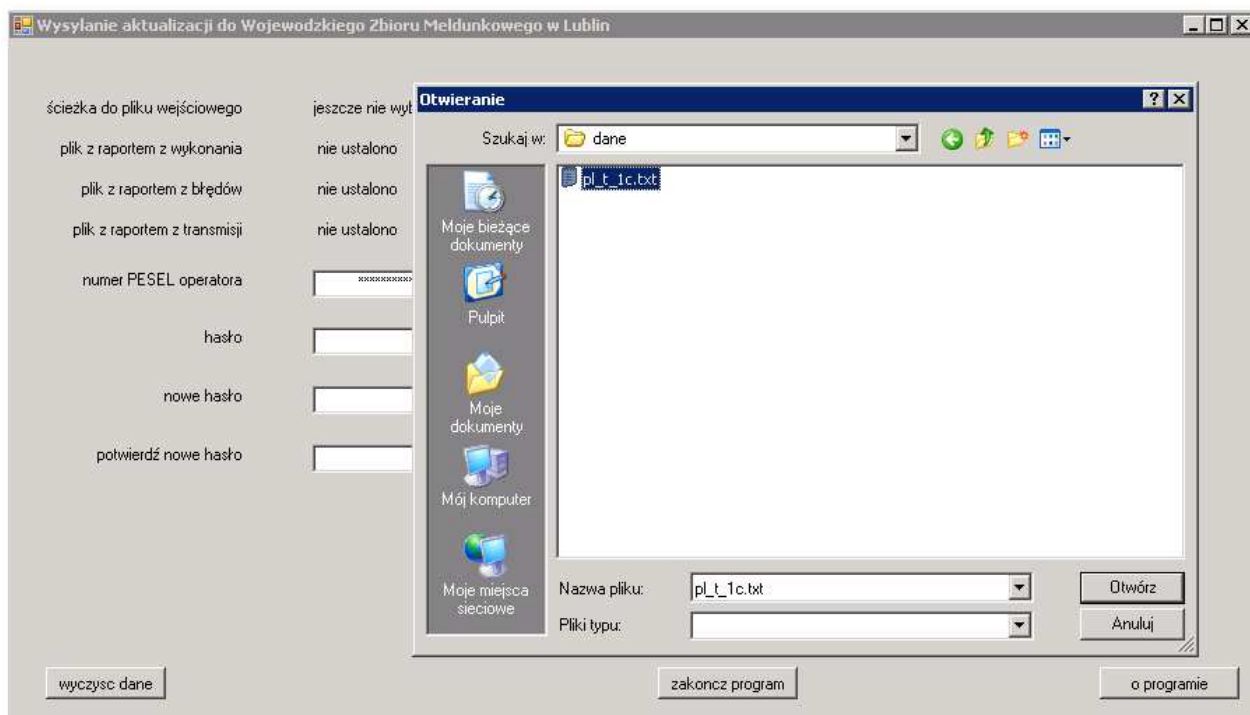 Wysylanie aktualizacji do Wojewodzkiego Zbioru Meldunkowego w Lublin
ścieżka do pliku wejściowego
jeszcze nie wyb
plik z raportem z wykonania
nie ustalono
plik z raportem z błędów
nie ustalono
plik z raportem z transmisji
nie ustalono
numer PESEL operatora
××××××××××
hasło
nowe hasło
potwierdź nowe hasło
Otwieranie
Szukaj w:
dane
pl_t_1c.txt
Moje bieżące
dokumenty
Pulpit
Moje
dokumenty
Mój komputer
Moje miejsca
sieciowe
Nazwa pliku:
pl_t_1c.txt
Otwórz
Pliki typu:
Anuluj
wyczysc dane
zakoncz program
o programie